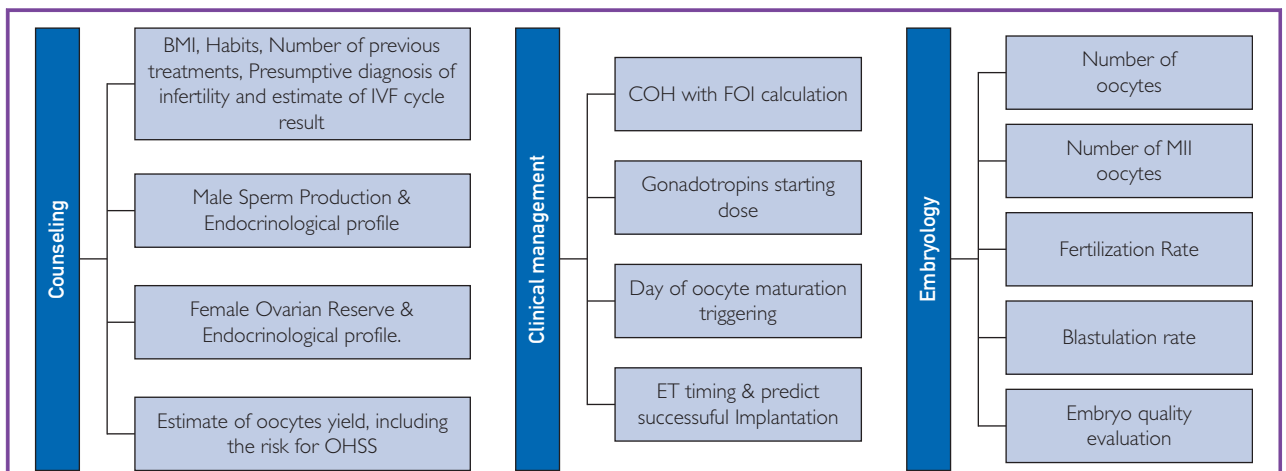 Counseling
BMI, Habits, Number of previous
treatments, Presumptive diagnosis of
infertility and estimate of IVF cycle
result
Male Sperm Production &
Endocrinological profile
Female Ovarian Reserve &
Endocrinological profile.
Estimate of oocytes yield, including
the risk for OHSS
Clinical management
COH with FOI calculation
Gonadotropins starting
dose
Day of oocyte maturation
triggering
ET timing & predict
successuful Implantation
Embryology
Number of
oocytes
Number of MII
oocytes
Fertilization Rate
Blastulation rate
Embryo quality
evaluation